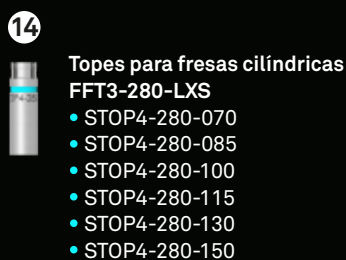 14
Topes para fresas cilíndricas
FFT3-280-LXS
• STOP4-280-070
• STOP4-280-085
• STOP4-280-100
• STOP4-280-115
• STOP4-280-130
• STOP4-280-150